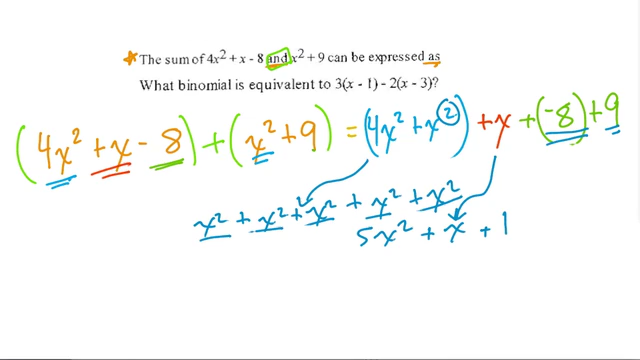 The sum of 4x² + x - 8 and x² + 9 can be expressed as
What binomial is equivalent to 3(x - 1) - 2(x - 3)?
(4x² + x - 8) + (x² + 9) = (4x² + x²) + x + (-8) + 9
x² + x² + x² + x² + x²
5x² + x + 1